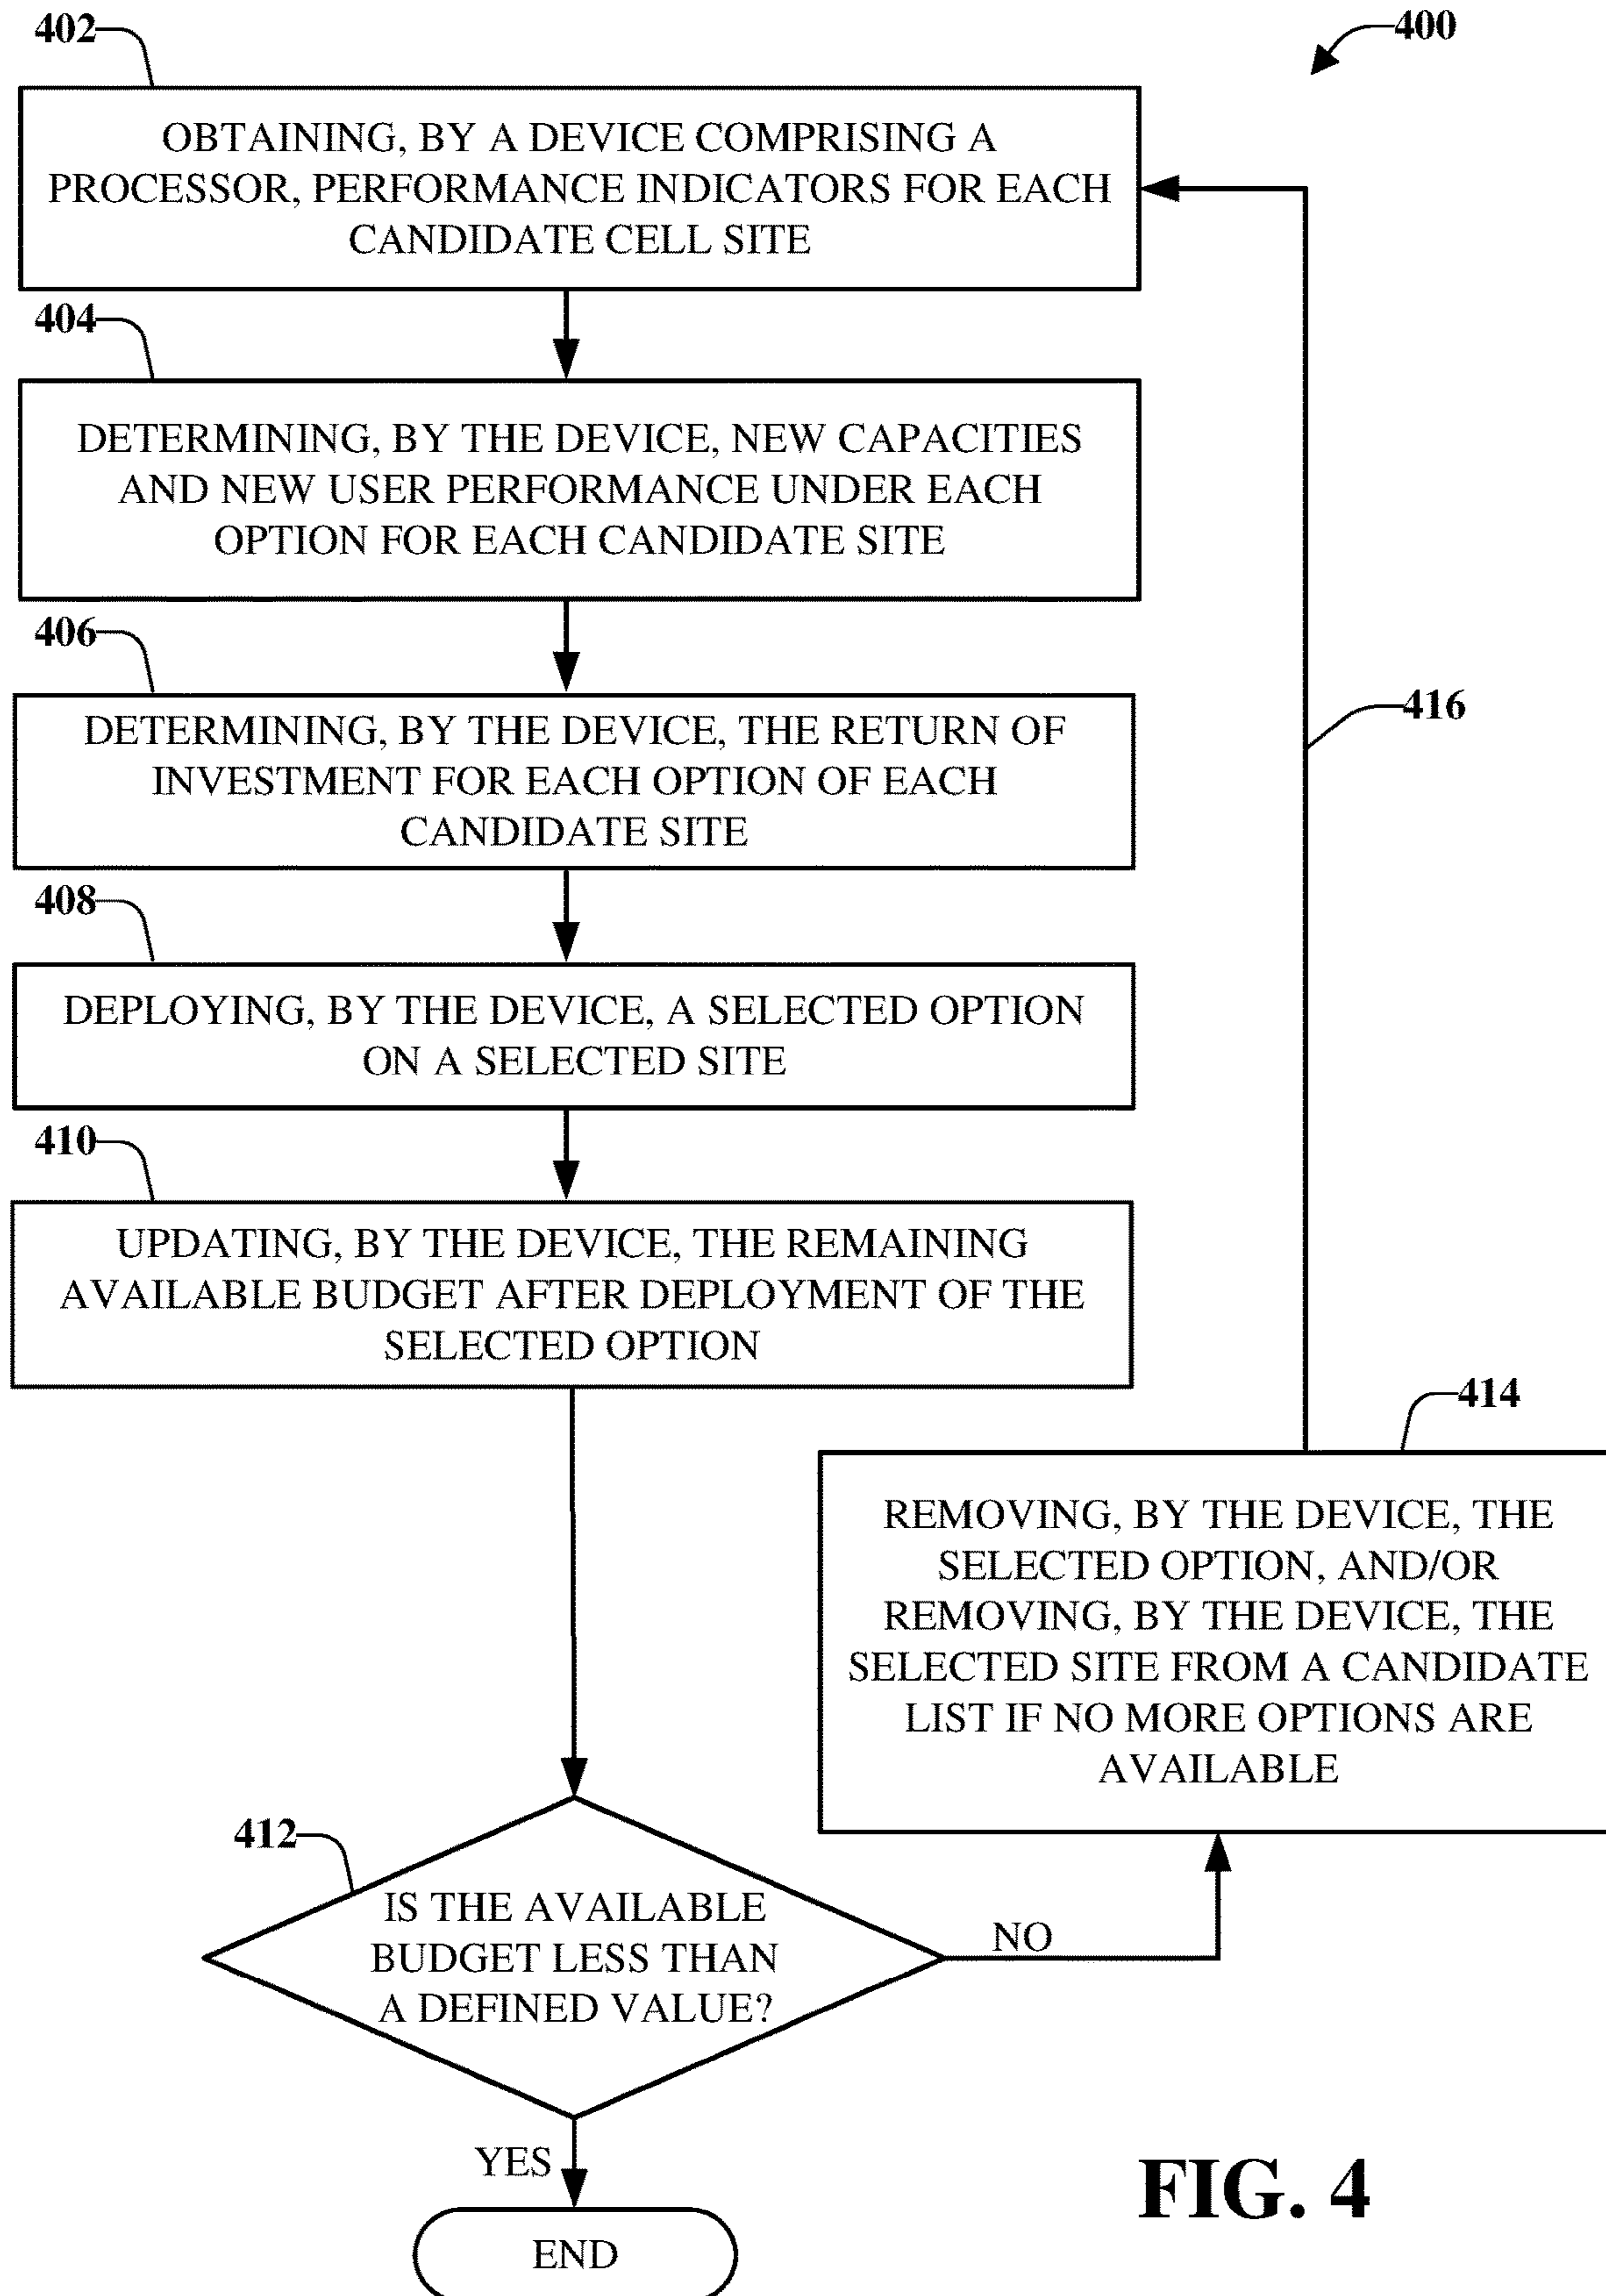 402
400
OBTAINING, BY A DEVICE COMPRISING A
PROCESSOR, PERFORMANCE INDICATORS FOR EACH
CANDIDATE CELL SITE
404
DETERMINING, BY THE DEVICE, NEW CAPACITIES
AND NEW USER PERFORMANCE UNDER EACH
OPTION FOR EACH CANDIDATE SITE
406
DETERMINING, BY THE DEVICE, THE RETURN OF
INVESTMENT FOR EACH OPTION OF EACH
CANDIDATE SITE
416
408
DEPLOYING, BY THE DEVICE, A SELECTED OPTION
ON A SELECTED SITE
410
UPDATING, BY THE DEVICE, THE REMAINING
AVAILABLE BUDGET AFTER DEPLOYMENT OF THE
SELECTED OPTION
414
REMOVING, BY THE DEVICE, THE
SELECTED OPTION, AND/OR
REMOVING, BY THE DEVICE, THE
SELECTED SITE FROM A CANDIDATE
LIST IF NO MORE OPTIONS ARE
AVAILABLE
412
IS THE AVAILABLE
BUDGET LESS THAN
A DEFINED VALUE?
NO
YES
END
FIG. 4